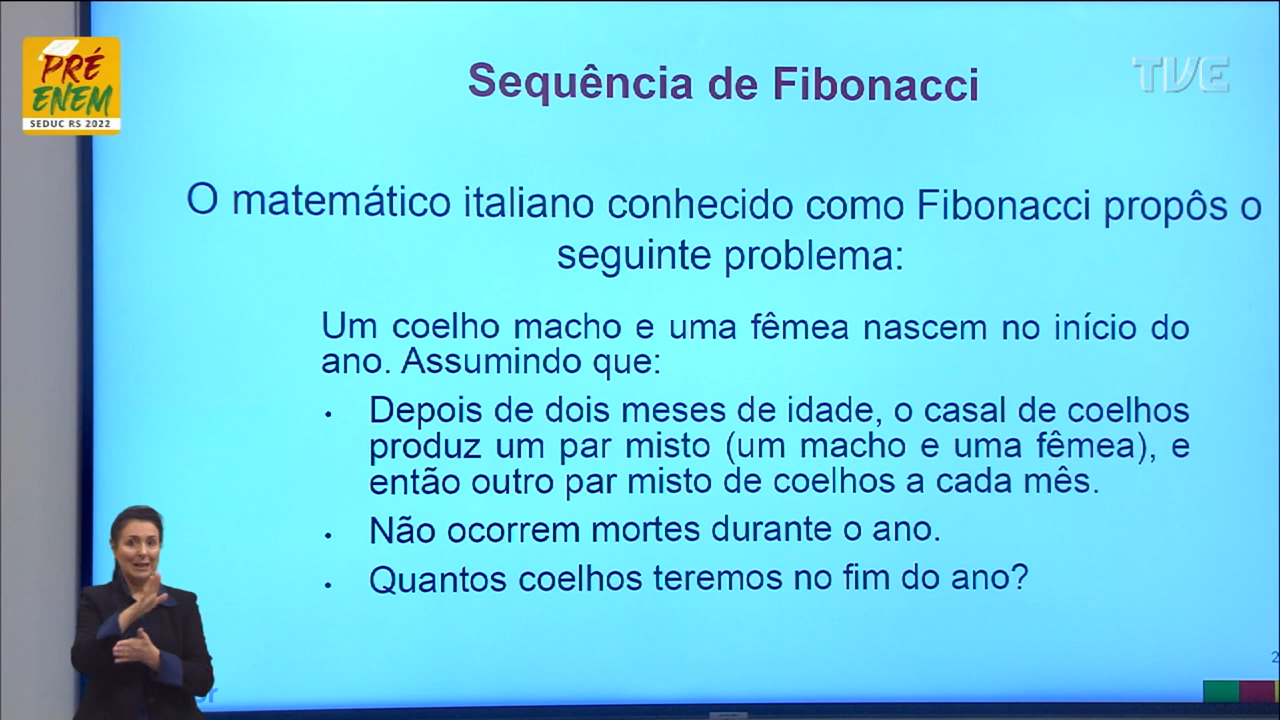 PRÉ
ENEM
SEDUC RS 2022
TVE
Sequência de Fibonacci
O matemático italiano conhecido como Fibonacci propôs o
seguinte problema:
Um coelho macho e uma fêmea nascem no início do
ano. Assumindo que:
• Depois de dois meses de idade, o casal de coelhos
produz um par misto (um macho e uma fêmea), e
então outro par misto de coelhos a cada mês.
• Não ocorrem mortes durante o ano.
• Quantos coelhos teremos no fim do ano?